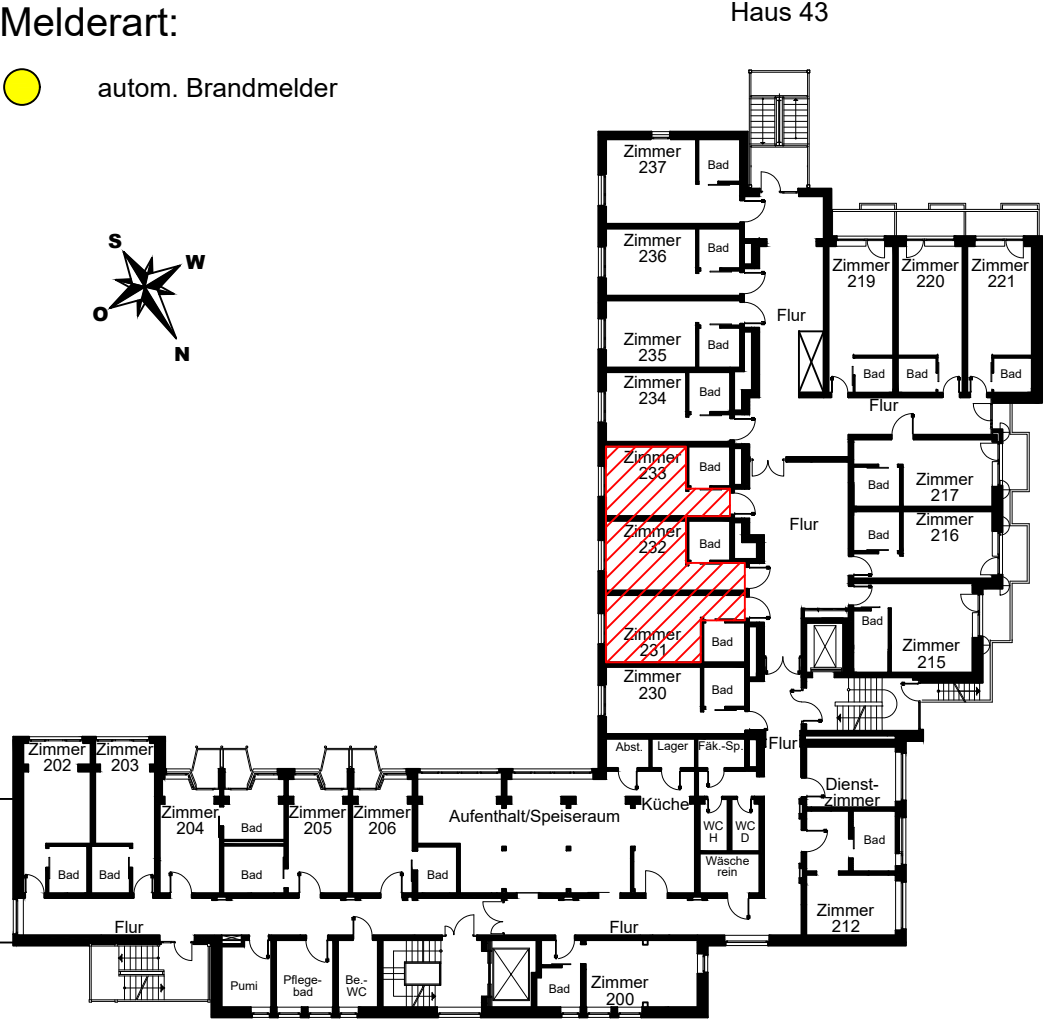 Melderart:
Haus 43
autom. Brandmelder
S
W
O
N
Zimmer
237
Bad
Zimmer
236
Bad
Zimmer
235
Bad
Zimmer
234
Bad
Zimmer
233
Bad
Zimmer
232
Bad
Zimmer
231
Bad
Zimmer
230
Bad
Flur
Zimmer
219
Zimmer
220
Zimmer
221
Bad
Bad
Bad
Flur
Flur
Bad
Zimmer
217
Bad
Zimmer
216
Bad
Zimmer
215
Flur
Abst.
Lager
Fäk.-Sp.
Zimmer
202
Zimmer
203
Zimmer
204
Bad
Zimmer
205
Zimmer
206
Aufenthalt/Speiseraum
Küche
Dienst-
zimmer
WC
H
WC
D
Wäsche
rein
Bad
Bad
Bad
Bad
Bad
Zimmer
212
Flur
Flur
Pumi
Pflege-
bad
Be.-
WC
Bad
Zimmer
200